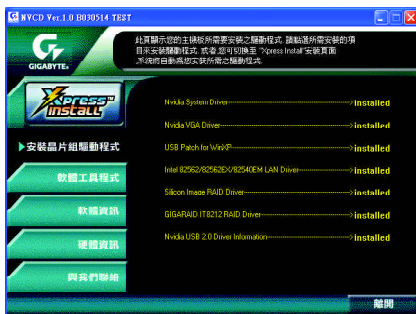 NVCD Ver.1.0 B030514 TEST
GIGABYTE
此頁顯示您的主機板所需要安裝之驅動程式, 請點選所需安裝的項
目來安裝驅動程式, 或者,您可切換至 "Xpress Install"安裝頁面
,系統將自動為您安裝所需之驅動程式.
Xpress
INSTALL
安裝晶片組驅動程式
軟體工具程式
軟體資訊
硬體資訊
與我們聯絡
Nvidia System Driver------>installed
Nvidia VGA Driver------>installed
USB Patch for WinXP------>installed
Intel 82562/82562EX/82540EM LAN Driver------>installed
Silicon Image RAID Driver------>installed
GIGARAID IT8212 RAID Driver------>installed
Nvidia USB 2.0 Driver Information------>installed
離開